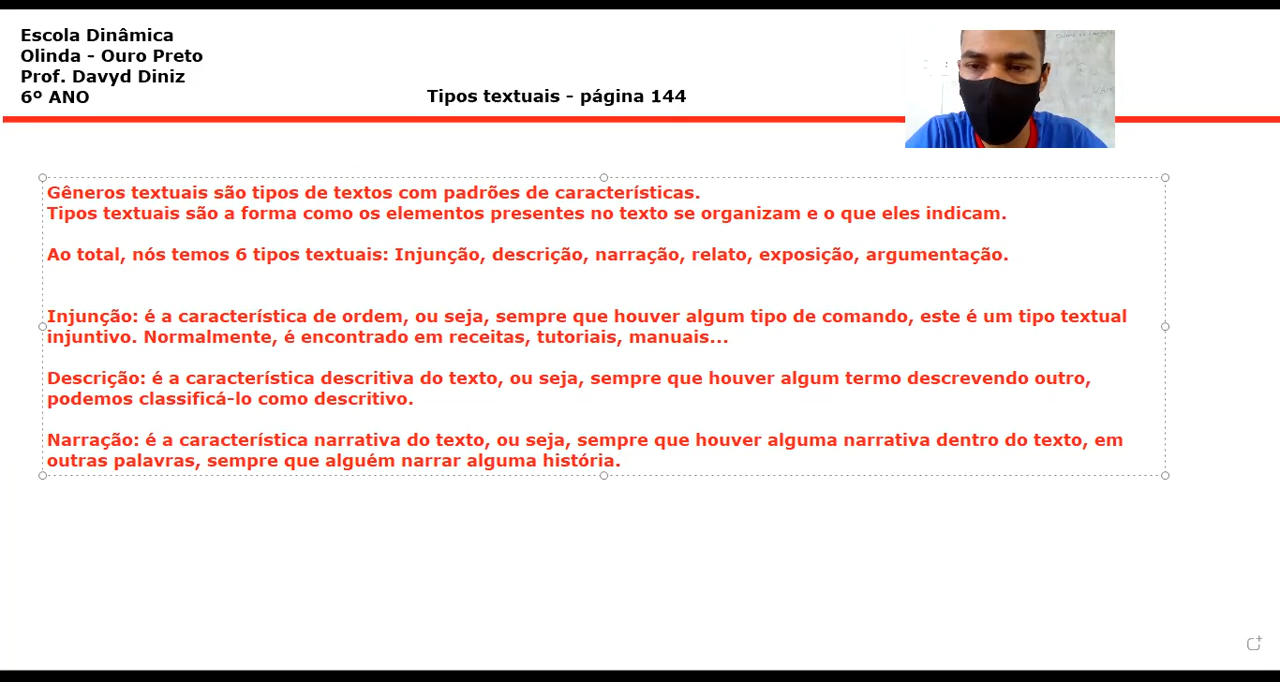 Escola Dinâmica
Olinda - Ouro Preto
Prof. Davyd Diniz
6º ANO
Tipos textuais - página 144
Gêneros textuais são tipos de textos com padrões de características.
Tipos textuais são a forma como os elementos presentes no texto se organizam e o que eles indicam.
Ao total, nós temos 6 tipos textuais: Injunção, descrição, narração, relato, exposição, argumentação.
Injunção: é a característica de ordem, ou seja, sempre que houver algum tipo de comando, este é um tipo textual
injuntivo. Normalmente, é encontrado em receitas, tutoriais, manuais...
Descrição: é a característica descritiva do texto, ou seja, sempre que houver algum termo descrevendo outro,
podemos classificá-lo como descritivo.
Narração: é a característica narrativa do texto, ou seja, sempre que houver alguma narrativa dentro do texto, em
outras palavras, sempre que alguém narrar alguma história.